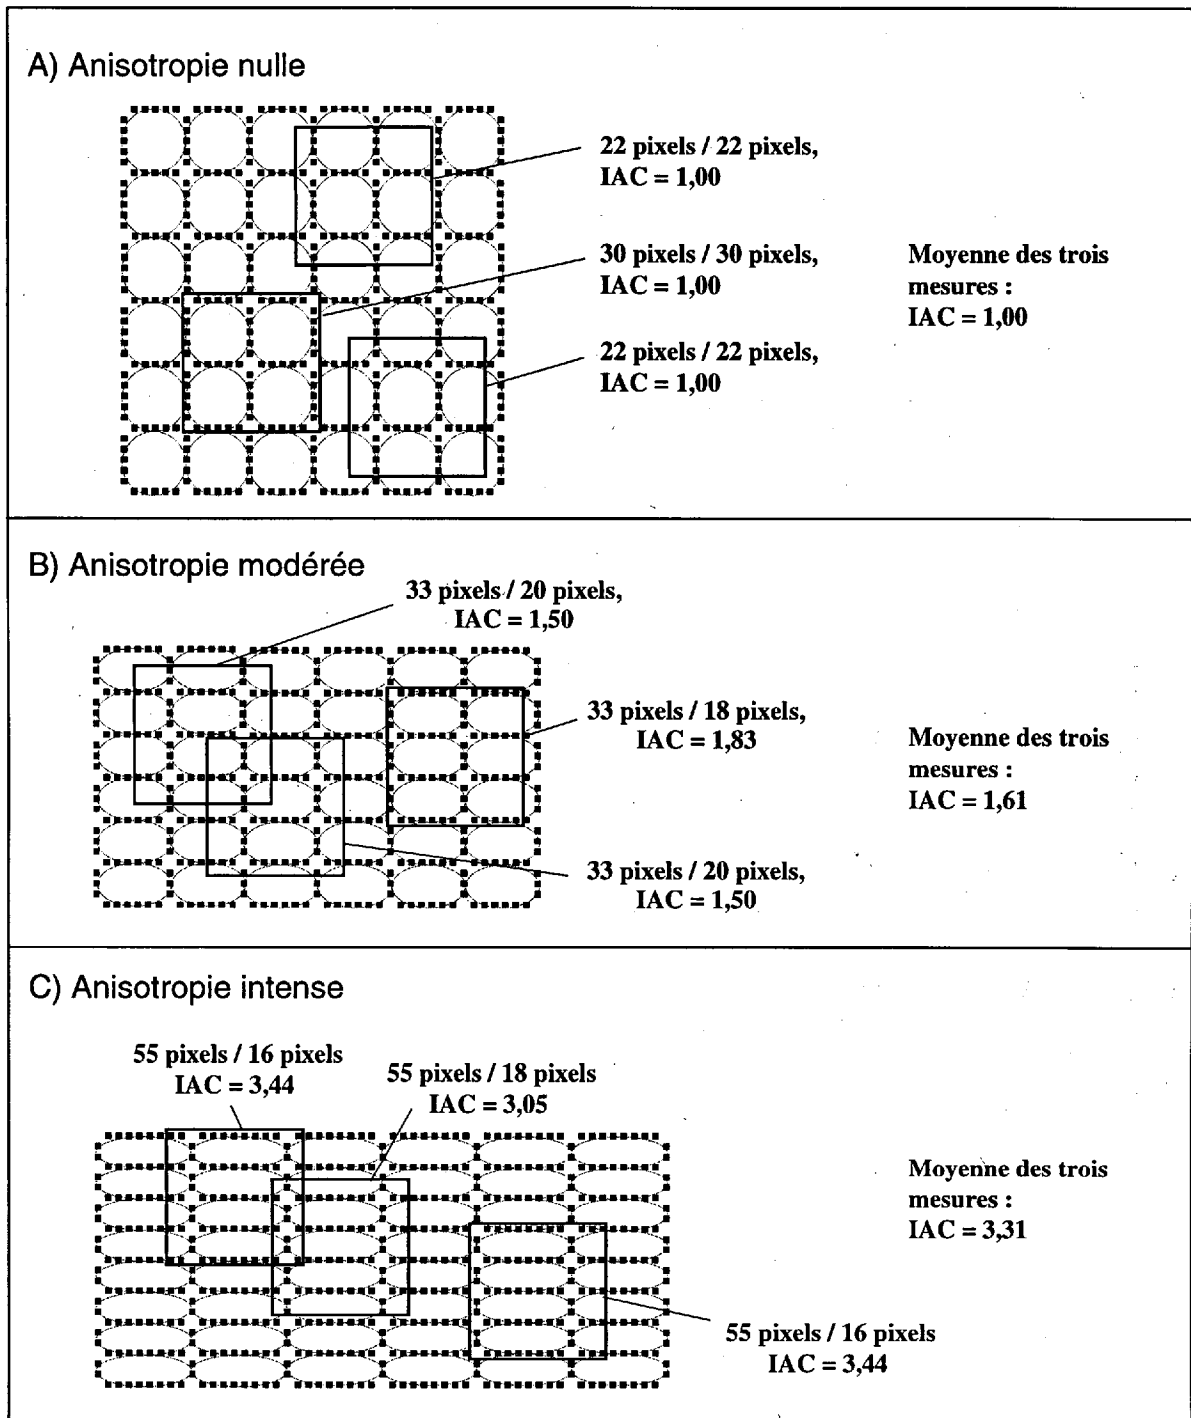 A) Anisotropie nulle
22 pixels / 22 pixels,
IAC = 1,00
30 pixels / 30 pixels,
IAC = 1,00
Moyenne des trois
mesures :
IAC = 1,00
22 pixels / 22 pixels,
IAC = 1,00
B) Anisotropie modérée
33 pixels / 20 pixels,
IAC = 1,50
33 pixels / 18 pixels,
IAC = 1,83
Moyenne des trois
mesures :
IAC = 1,61
33 pixels / 20 pixels,
IAC = 1,50
C) Anisotropie intense
55 pixels / 16 pixels
IAC = 3,44
55 pixels / 18 pixels
IAC = 3,05
Moyenne des trois
mesures :
IAC = 3,31
55 pixels / 16 pixels
IAC = 3,44